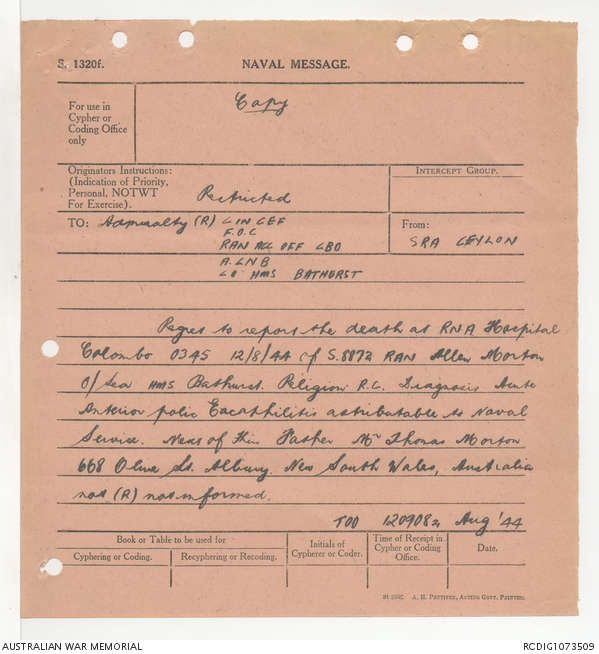 S. 1320f. NAVAL MESSAGE.
For use in
Cypher or
Coding Office
only
Copy
Originators Instructions:
(Indication of Priority,
Personal, NOTWT
For Exercise).
Restricted
INTERCEPT GROUP.
TO: Admiralty (R) CINCEF
F.O.C
RAN ACC OFF LBO
A.LNB
CO HMS BATHURST
From:
SRA CEYLON
Regret to report the death at RNA Hospital
Colombo 0345 12/8/44 of S.8872 RAN Allen Morton
O/Sea HMS Bathurst. Religion R.C. Diagnosis Acute
Anterior polio Encephilitis attributable to Naval
Service. Next of Kin Father Mr Thomas Morton
668 Olive St. Albury. New South Wales, Australia
not (R) not informed.
TOO 120908z Aug '44
Book or Table to be used for
Cyphering or Coding.
Recyphering or Recoding.
Initials of
Cypherer or Coder.
Time of Receipt in
Cypher or Coding
Office.
Date.
A. H. PETTIFER, ACTING GOVT. PRINTER.
AUSTRALIAN WAR MEMORIAL
RCDIG1073509